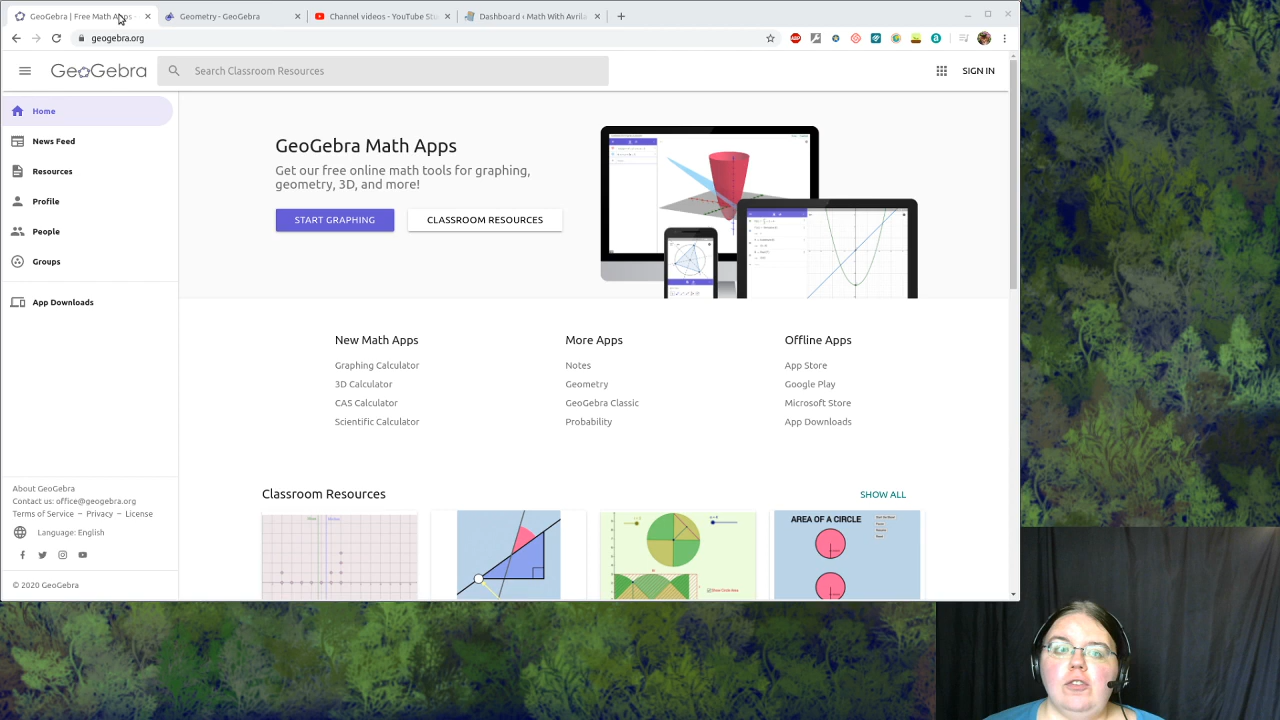 GeoGebra | Free Math Apps -
Geometry - GeoGebra
Channel videos - YouTube Stu
Dashboard ‹ Math With Avrila
geogebra.org
ABP
GeoGebra
Search Classroom Resources
SIGN IN
Home
News Feed
Resources
Profile
People
Groups
App Downloads
GeoGebra Math Apps
Get our free online math tools for graphing,
geometry, 3D, and more!
START GRAPHING
CLASSROOM RESOURCES
New Math Apps
Graphing Calculator
3D Calculator
CAS Calculator
Scientific Calculator
More Apps
Notes
Geometry
GeoGebra Classic
Probability
Offline Apps
App Store
Google Play
Microsoft Store
App Downloads
Classroom Resources
SHOW ALL
AREA OF A CIRCLE
About GeoGebra
Contact us: office@geogebra.org
Terms of Service – Privacy – License
Language: English
© 2020 GeoGebra